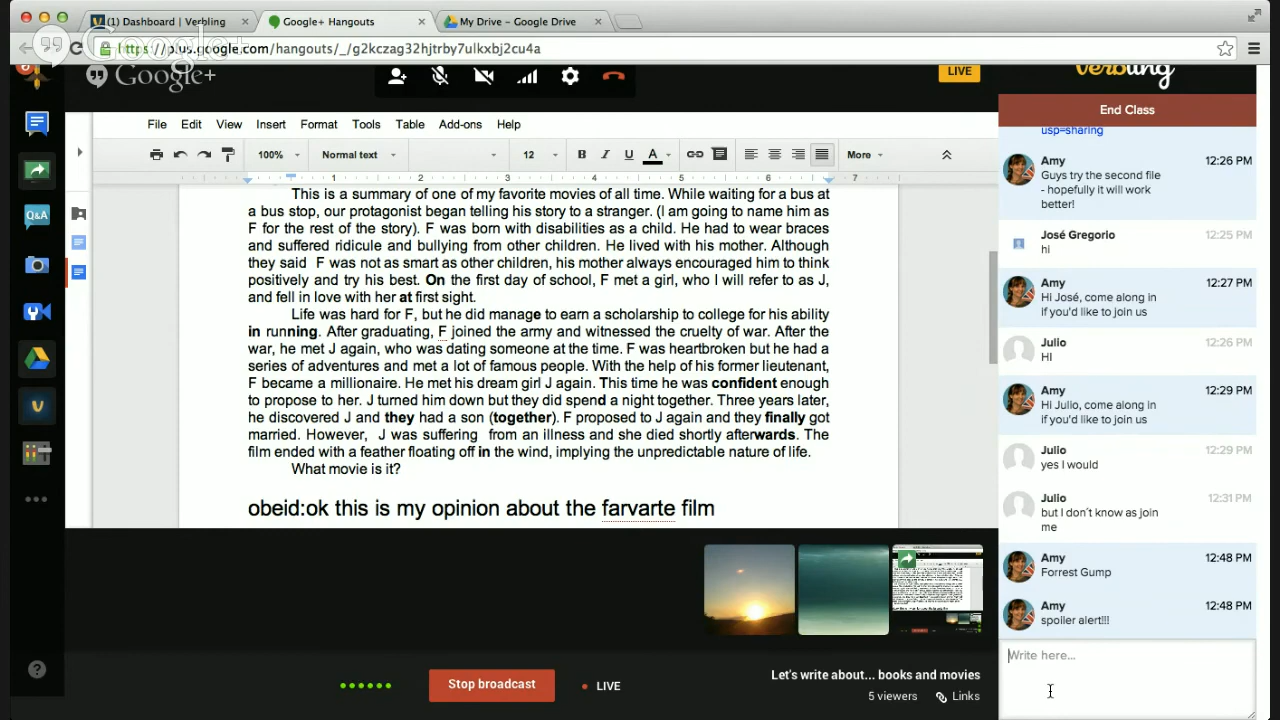 (1) Dashboard | Verbling
Google+ Hangouts
My Drive – Google Drive
https://plus.google.com/hangouts/_/g2kczag32hjtrby7ulkxbj2cu4a
Google+
LIVE
verbling
End Class
File Edit View Insert Format Tools Table Add-ons Help
100% Normal text 12 B I U A More
1 2 3 4 5 6 7
This is a summary of one of my favorite movies of all time. While waiting for a bus at
a bus stop, our protagonist began telling his story to a stranger. (I am going to name him as
F for the rest of the story). F was born with disabilities as a child. He had to wear braces
and suffered ridicule and bullying from other children. He lived with his mother. Although
they said F was not as smart as other children, his mother always encouraged him to think
positively and try his best. On the first day of school, F met a girl, who I will refer to as J,
and fell in love with her at first sight.
Life was hard for F, but he did manage to earn a scholarship to college for his ability
in running. After graduating, F joined the army and witnessed the cruelty of war. After the
war, he met J again, who was dating someone at the time. F was heartbroken but he had a
series of adventures and met a lot of famous people. With the help of his former lieutenant,
F became a millionaire. He met his dream girl J again. This time he was confident enough
to propose to her. J turned him down but they did spend a night together. Three years later,
he discovered J and they had a son (together). F proposed to J again and they finally got
married. However, J was suffering from an illness and she died shortly afterwards. The
film ended with a feather floating off in the wind, implying the unpredictable nature of life.
What movie is it?
obeid:ok this is my opinion about the farvarte film
Q&A
usp=sharing
Amy 12:26 PM
Guys try the second file
- hopefully it will work
better!
José Gregorio 12:25 PM
hi
Amy 12:27 PM
Hi José, come along in
if you'd like to join us
Julio 12:26 PM
HI
Amy 12:29 PM
Hi Julio, come along in
if you'd like to join us
Julio 12:29 PM
yes I would
Julio 12:31 PM
but I don´t know as join
me
Amy 12:48 PM
Forrest Gump
Amy 12:48 PM
spoiler alert!!!
Write here...
Stop broadcast
LIVE
Let's write about... books and movies
5 viewers Links